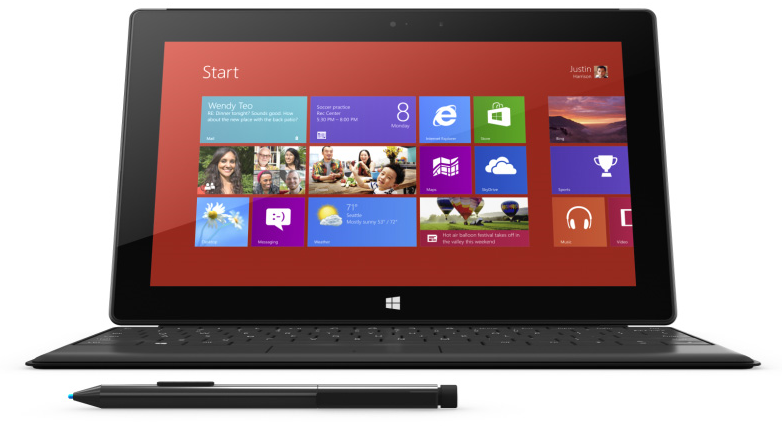 Start
Justin
Harrison
Wendy Teo
RE: Dinner tonight? Sounds good. How
about the new place with the back patio?
Mail
8
Soccer practice
Rec Center
5:30 PM – 8:00 PM
8
Monday
Internet Explorer
Store
Bing
Maps
SkyDrive
Sports
Desktop
Messaging
71°
Seattle
Mostly sunny 53° / 72°
Weather
Hot air balloon festival takes off in
the valley this weekend
Music
Video